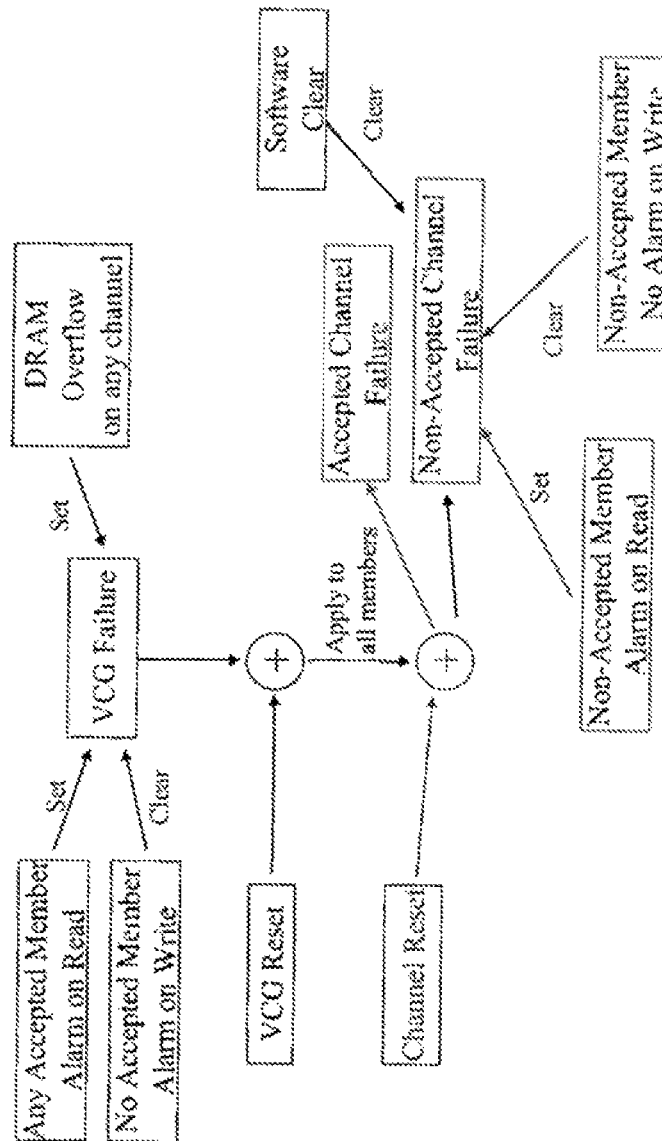 Any Accepted Member
Alarm on Read
No Accepted Member
Alarm on Write
Set
Clear
VCG Failure
Set
DRAM
Overflow
on any channel
VCG Reset
+
Apply to
all members
Channel Reset
+
Accepted Channel
Failure
Non-Accepted Channel
Failure
Software
Clear
Clear
Set
Clear
Non-Accepted Member
Alarm on Read
Non-Accepted Member
No Alarm on Write